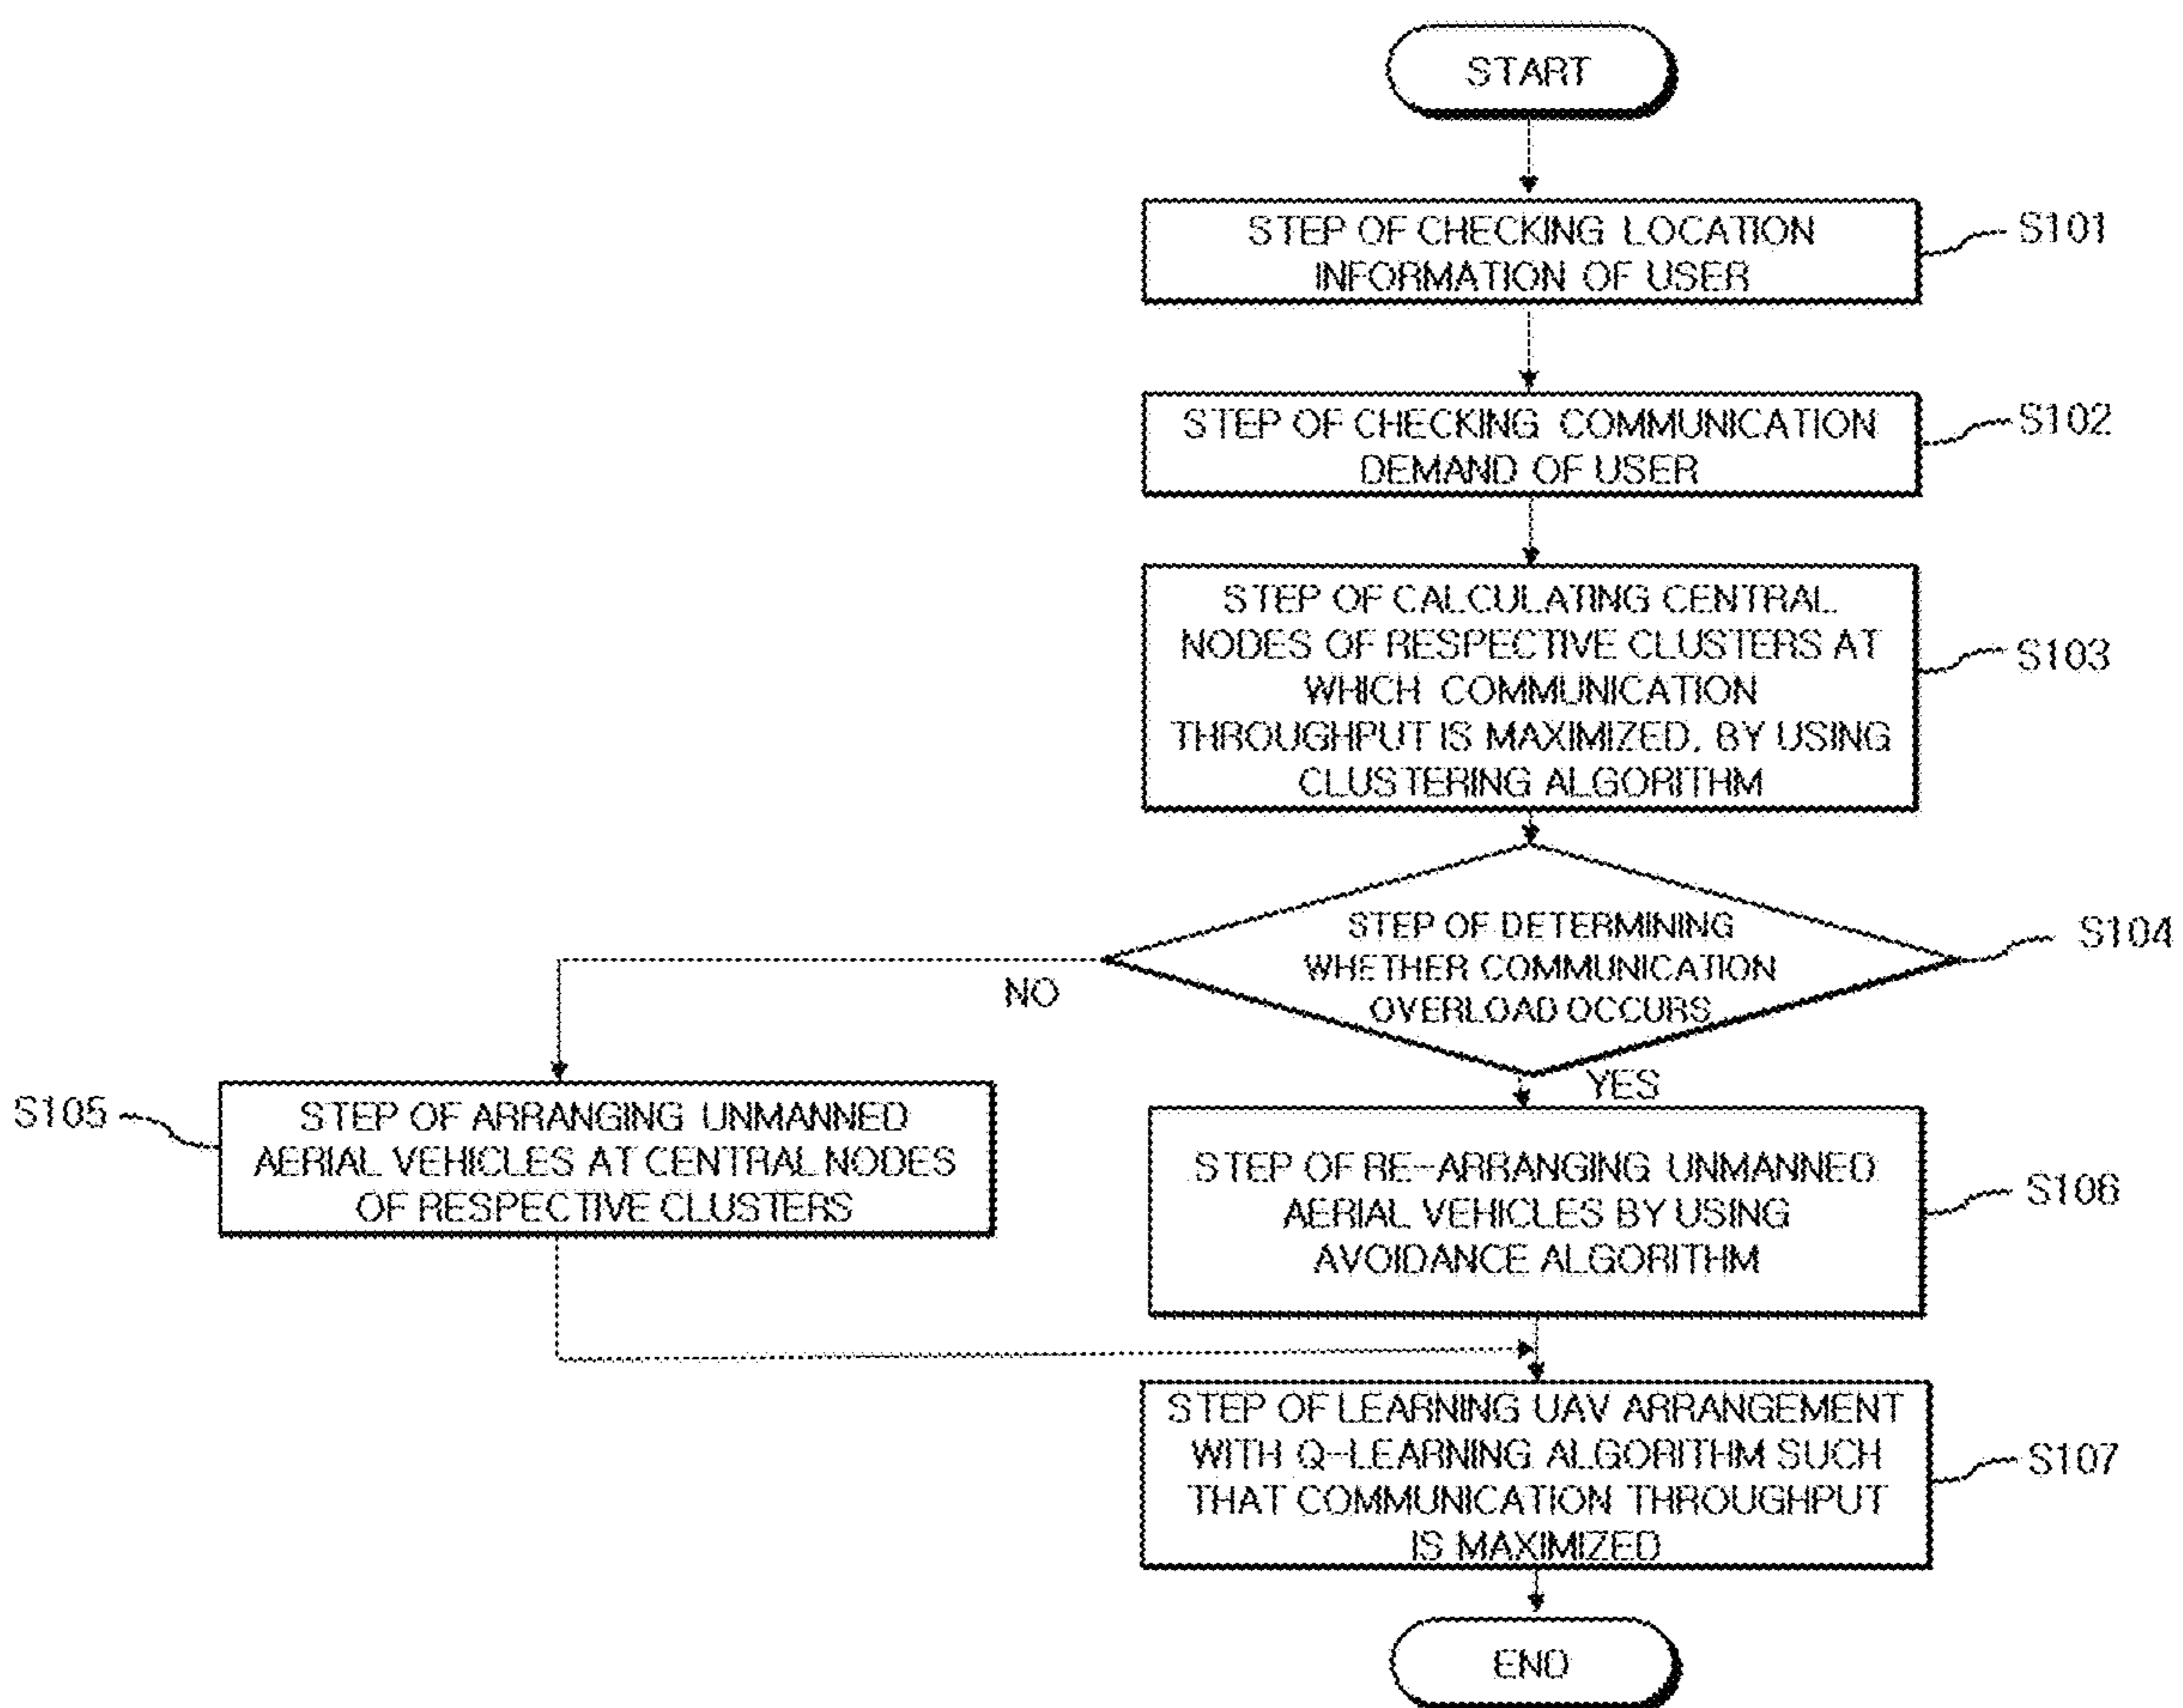 START
STEP OF CHECKING LOCATION
INFORMATION OF USER
S101
STEP OF CHECKING COMMUNICATION
DEMAND OF USER
S102
STEP OF CALCULATING CENTRAL
NODES OF RESPECTIVE CLUSTERS AT
WHICH COMMUNICATION
THROUGHPUT IS MAXIMIZED, BY USING
CLUSTERING ALGORITHM
S103
STEP OF DETERMINING
WHETHER COMMUNICATION
OVERLOAD OCCURS
S104
NO
YES
S105
STEP OF ARRANGING UNMANNED
AERIAL VEHICLES AT CENTRAL NODES
OF RESPECTIVE CLUSTERS
STEP OF RE-ARRANGING UNMANNED
AERIAL VEHICLES BY USING
AVOIDANCE ALGORITHM
S106
STEP OF LEARNING UAV ARRANGEMENT
WITH Q-LEARNING ALGORITHM SUCH
THAT COMMUNICATION THROUGHPUT
IS MAXIMIZED
S107
END